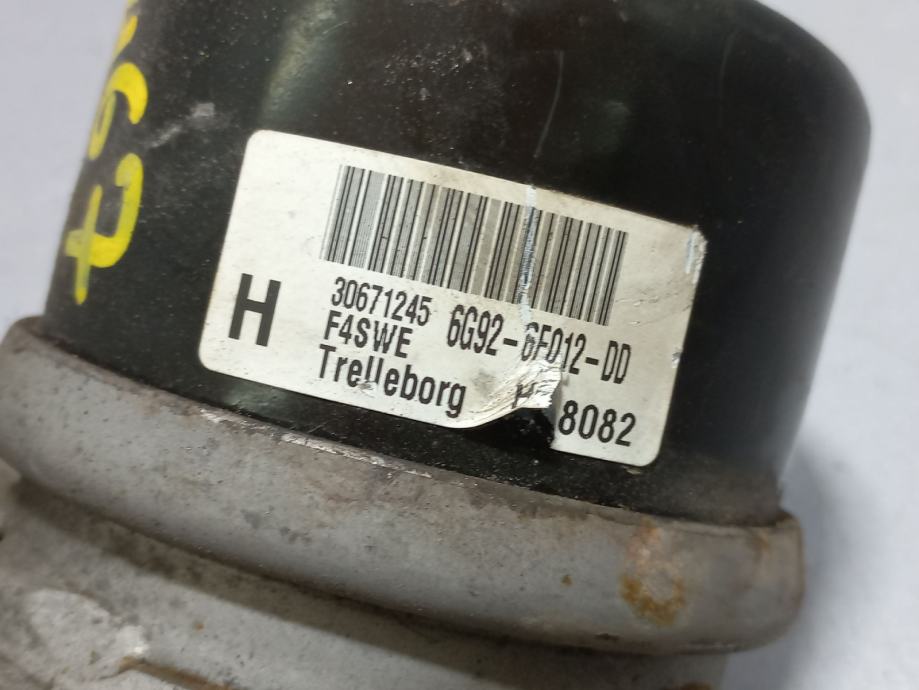 H
30671245 6G92-6F012-DD
F4SWE
Trelleborg 8082